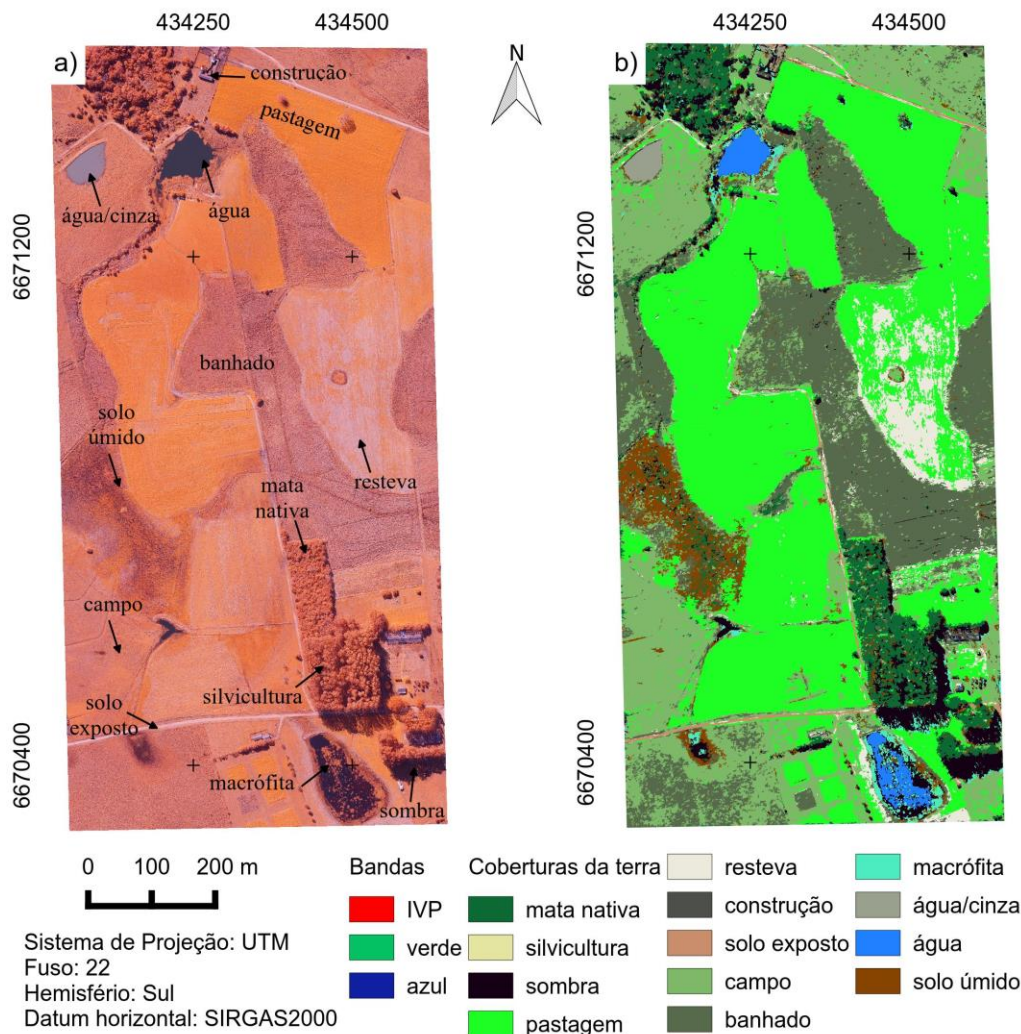 434250 434500 434250 434500
a) construção N b)
pastagem
água/cinza água
6671200 6671200
banhado
solo
úmido
resteva
mata
nativa
campo
silvicultura
solo
exposto
macrófita
sombra
6670400 6670400
0 100 200 m
Sistema de Projeção: UTM
Fuso: 22
Hemisfério: Sul
Datum horizontal: SIRGAS2000
Bandas
IVP
verde
azul
Coberturas da terra
mata nativa
silvicultura
sombra
pastagem
resteva
construção
solo exposto
campo
banhado
macrófita
água/cinza
água
solo úmido